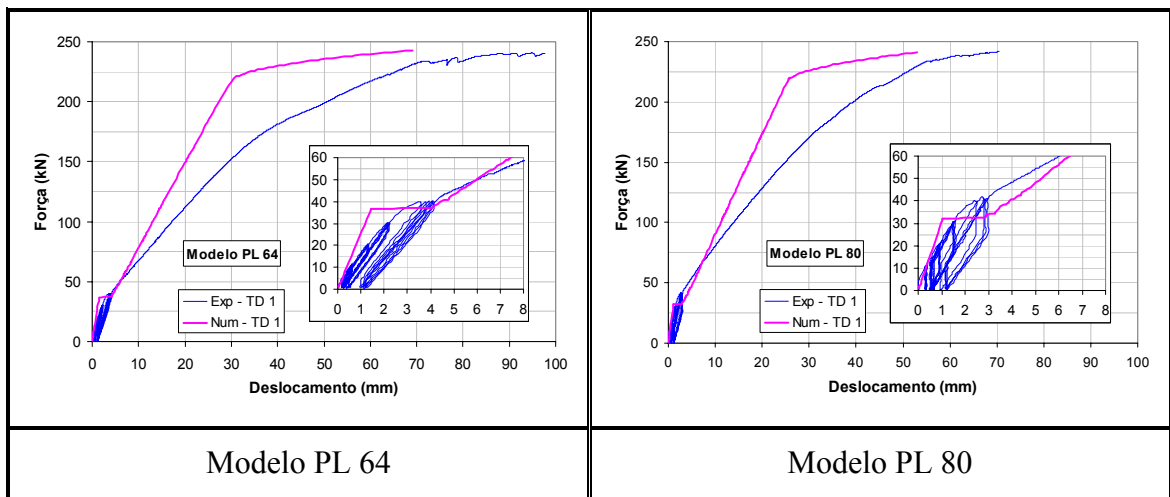 250
200
150
100
50
0
Força (kN)
0 10 20 30 40 50 60 70 80 90 100
Deslocamento (mm)
Modelo PL 64
Exp - TD 1
Num - TD 1
60
50
40
30
20
10
0
0 1 2 3 4 5 6 7 8
250
200
150
100
50
0
Força (kN)
0 10 20 30 40 50 60 70 80 90 100
Deslocamento (mm)
Modelo PL 80
Exp - TD 1
Num - TD 1
60
50
40
30
20
10
0
0 1 2 3 4 5 6 7 8
Modelo PL 64
Modelo PL 80